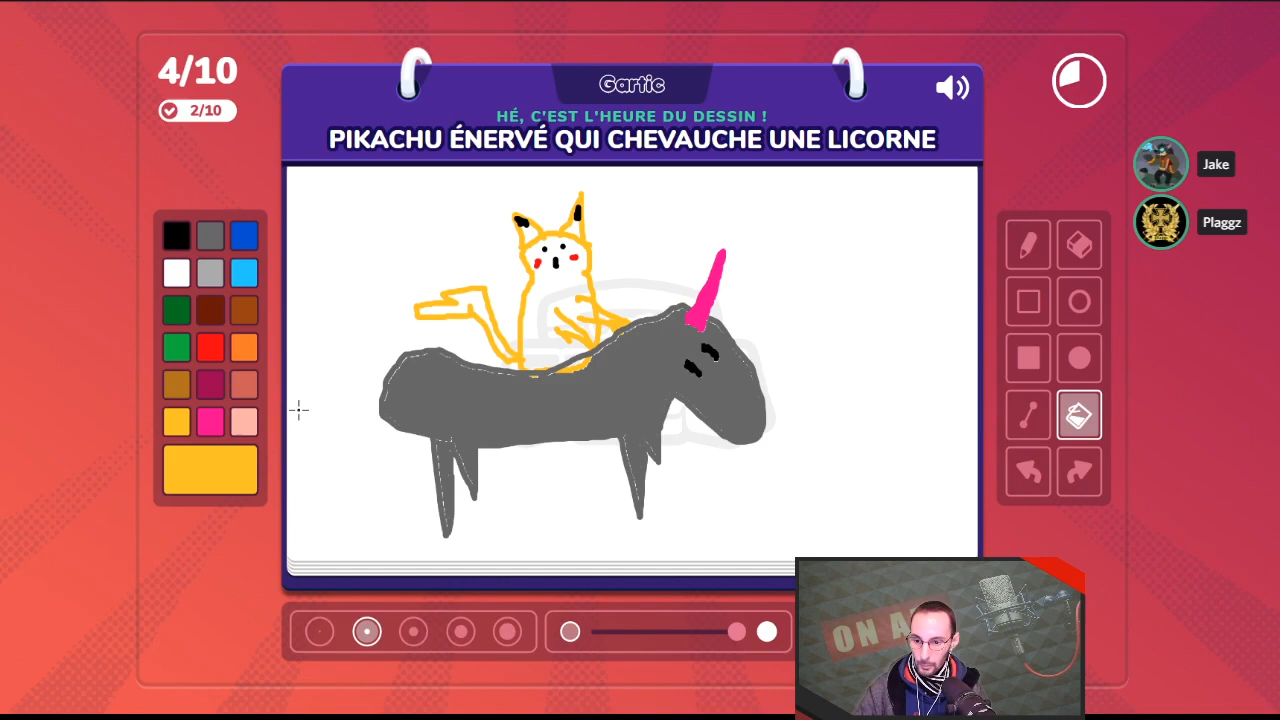 4/10
2/10
Gartic
HÉ, C'EST L'HEURE DU DESSIN !
PIKACHU ÉNERVÉ QUI CHEVAUCHE UNE LICORNE
Jake
Plaggz
ON A